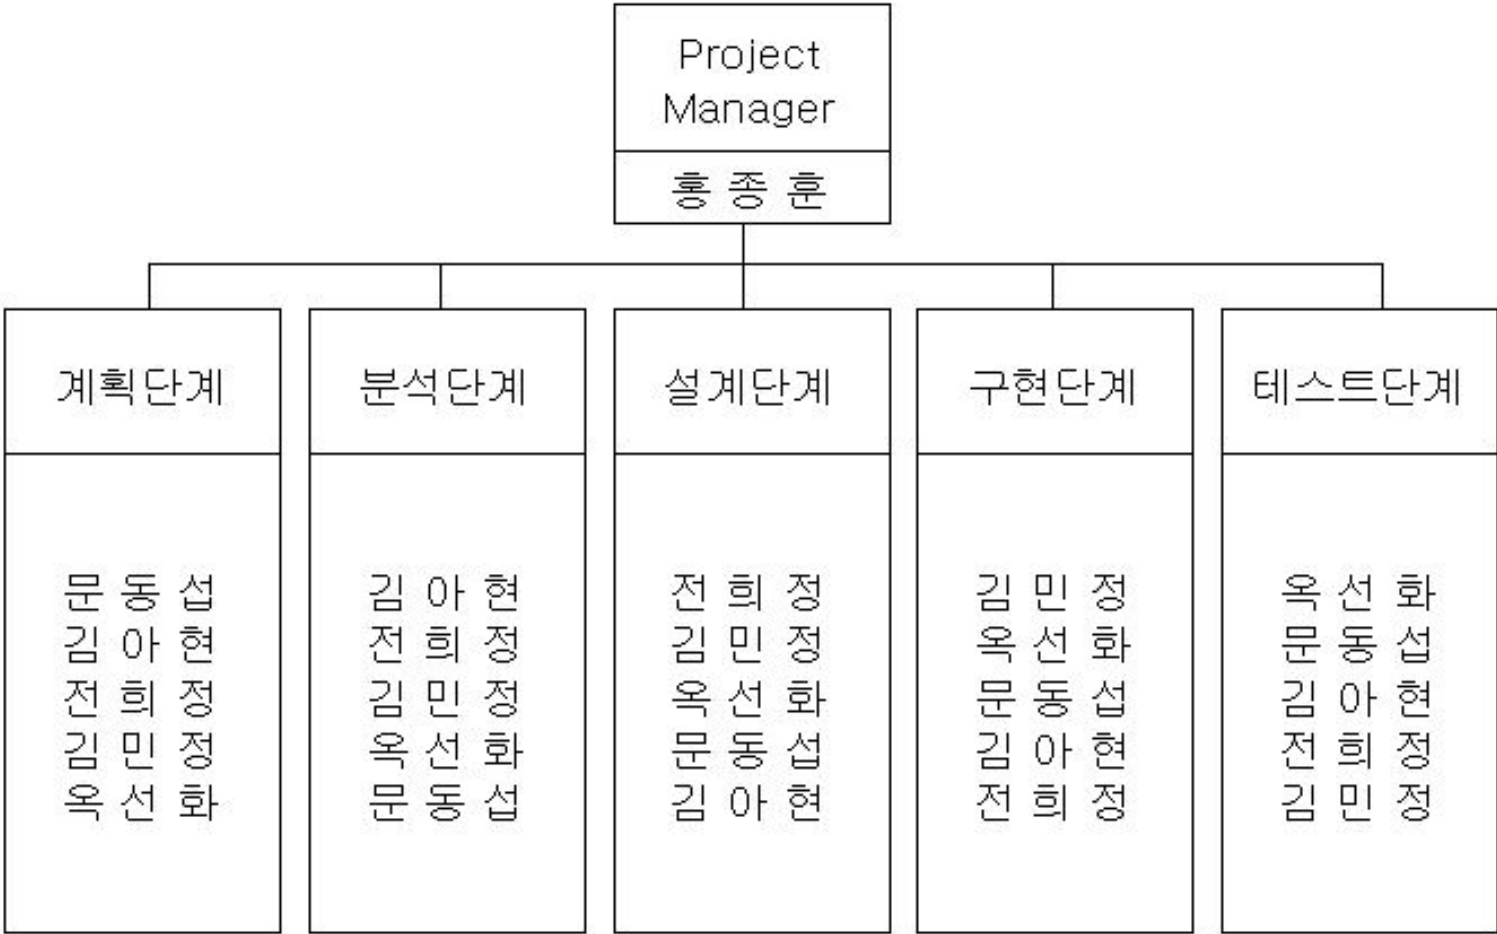 Project
Manager
홍 종 훈
계획단계
문 동 섭
김 아 현
전 희 정
김 민 정
옥 선 화
분석단계
김 아 현
전 희 정
김 민 정
옥 선 화
문 동 섭
설계단계
전 희 정
김 민 정
옥 선 화
문 동 섭
김 아 현
구현단계
김 민 정
옥 선 화
문 동 섭
김 아 현
전 희 정
테스트단계
옥 선 화
문 동 섭
김 아 현
전 희 정
김 민 정